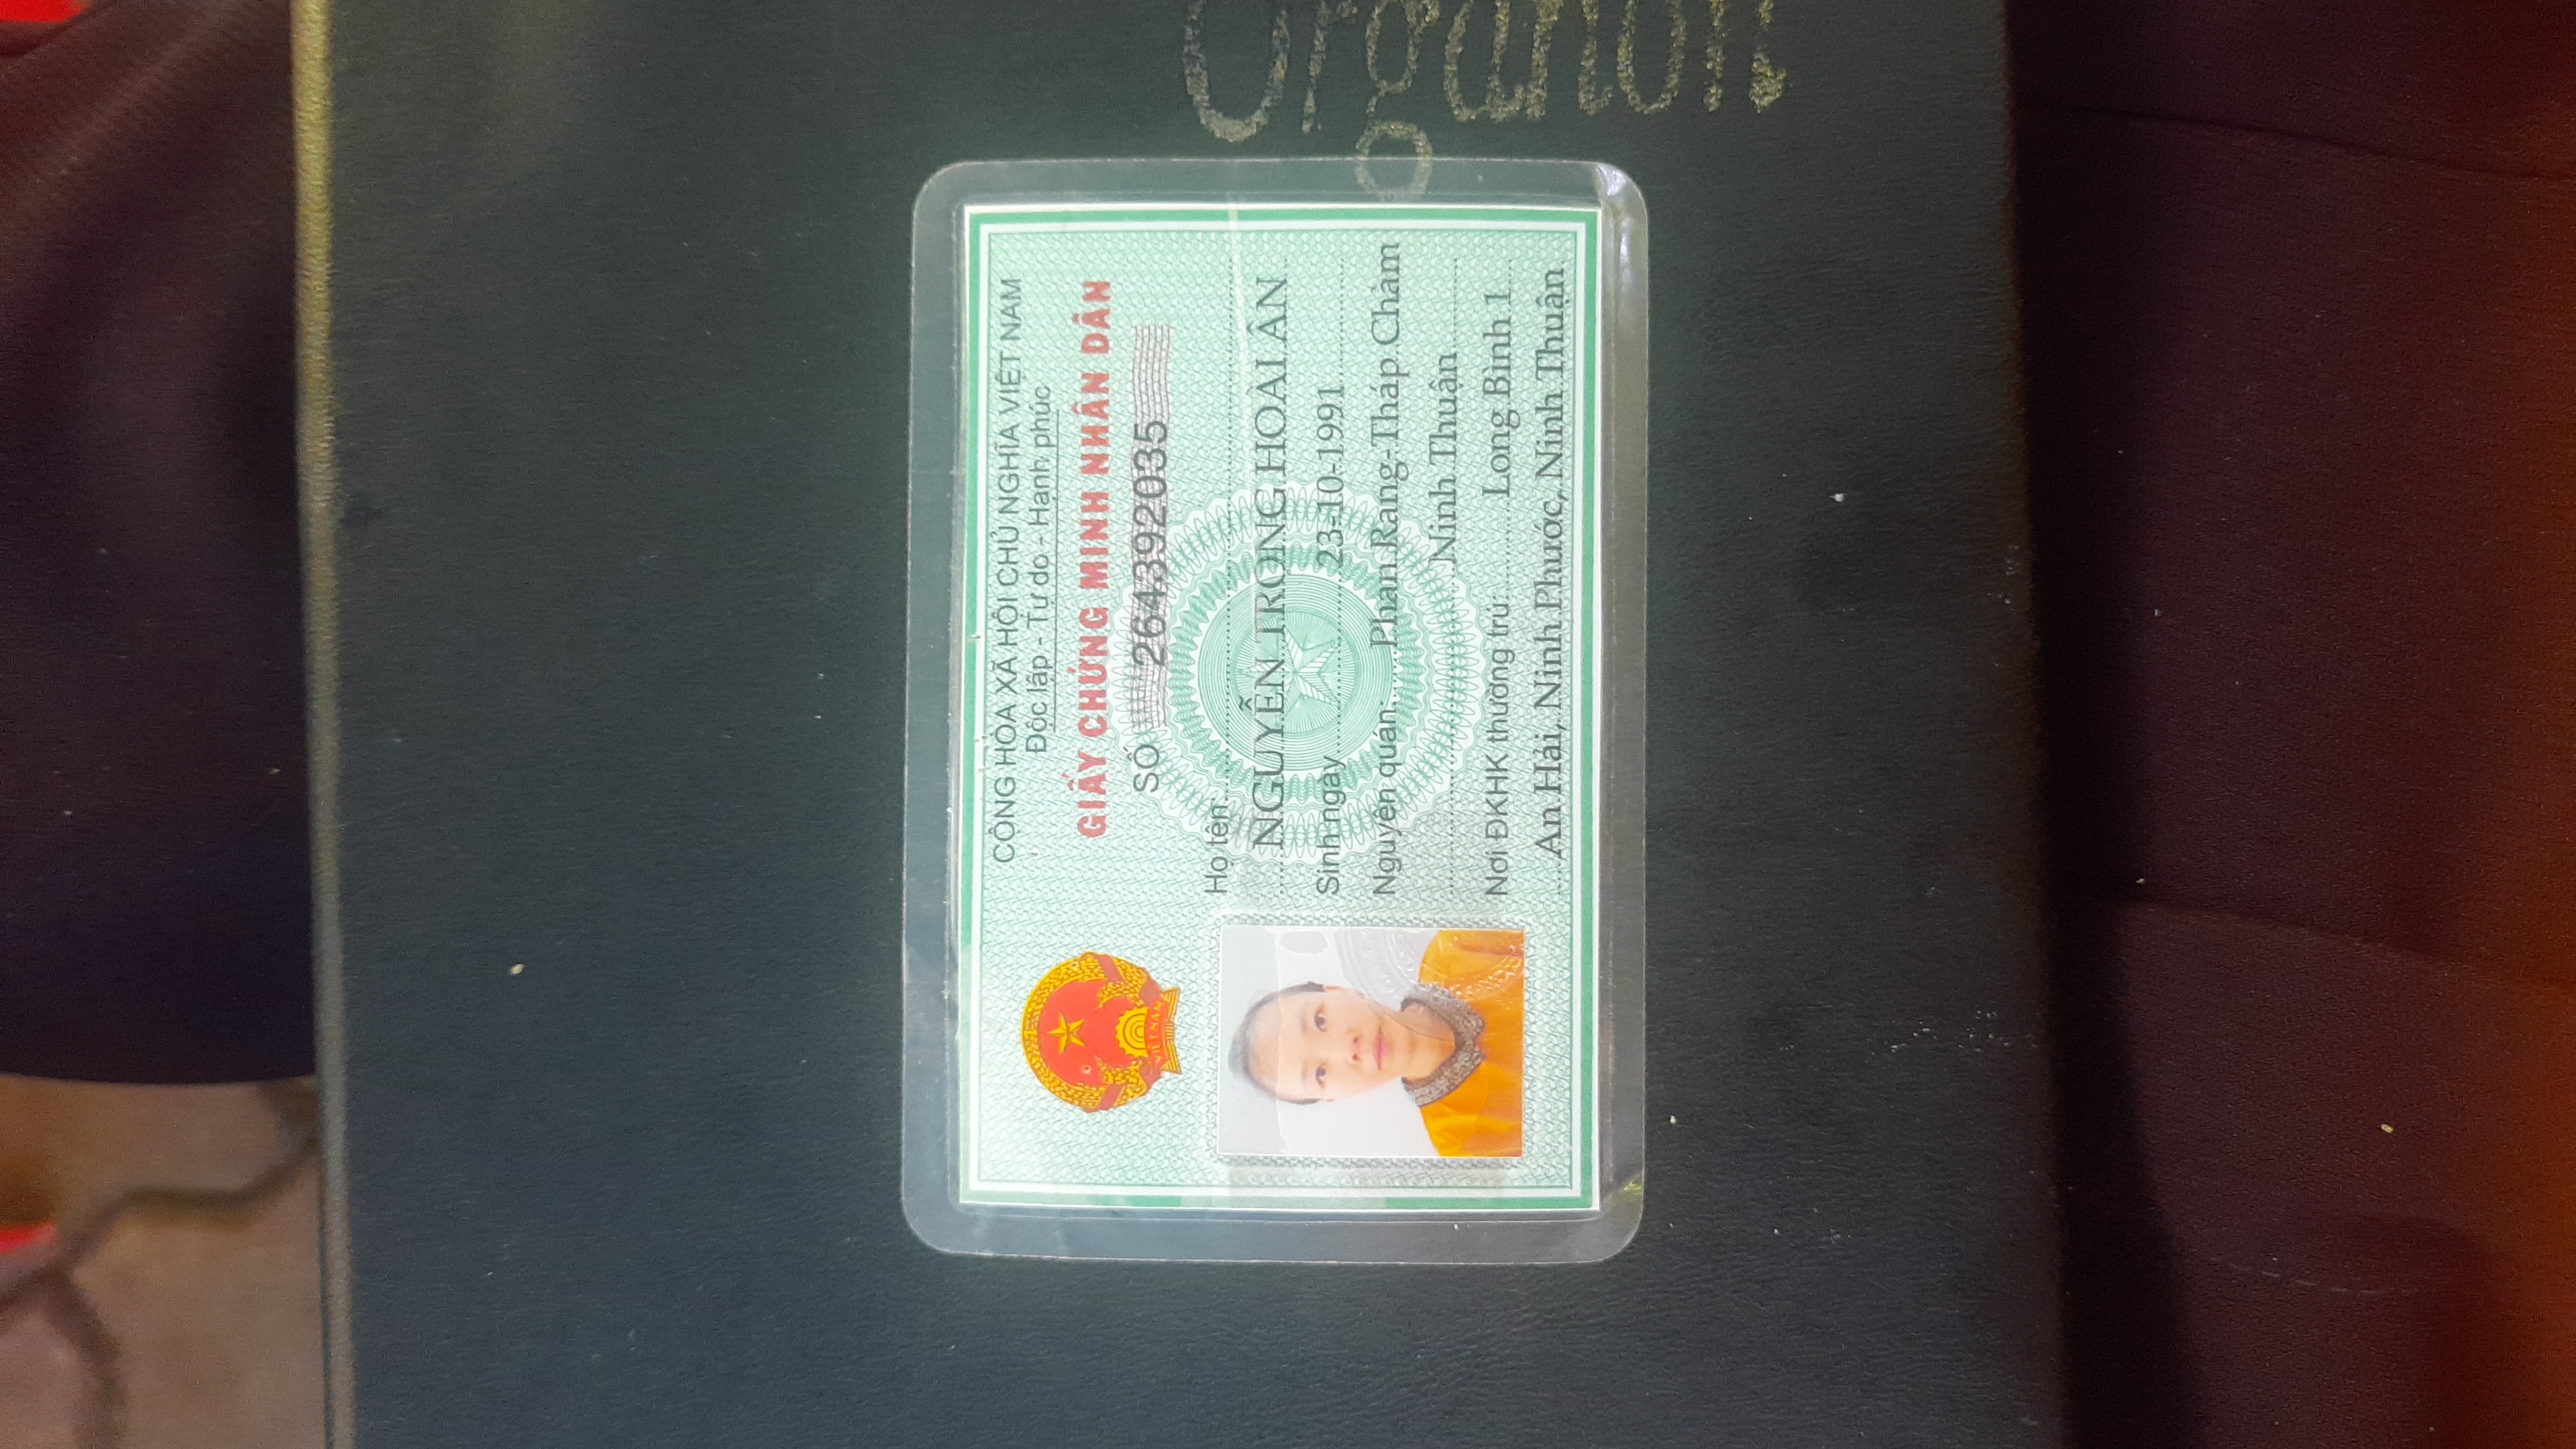 CỘNG HÒA XÃ HỘI CHỦ NGHĨA VIỆT NAM
Độc lập - Tự do - Hạnh phúc
GIẤY CHỨNG MINH NHÂN DÂN
SỐ 264392035
Họ tên:
NGUYỄN TRỌNG HOÀI ÂN
Sinh ngày 23-10-1991
Nguyên quán: Phan Rang-Tháp Chàm
Ninh Thuận
Nơi ĐKHK thường trú: Long Bình 1
An Hải, Ninh Phước, Ninh Thuận
VIỆT NAM